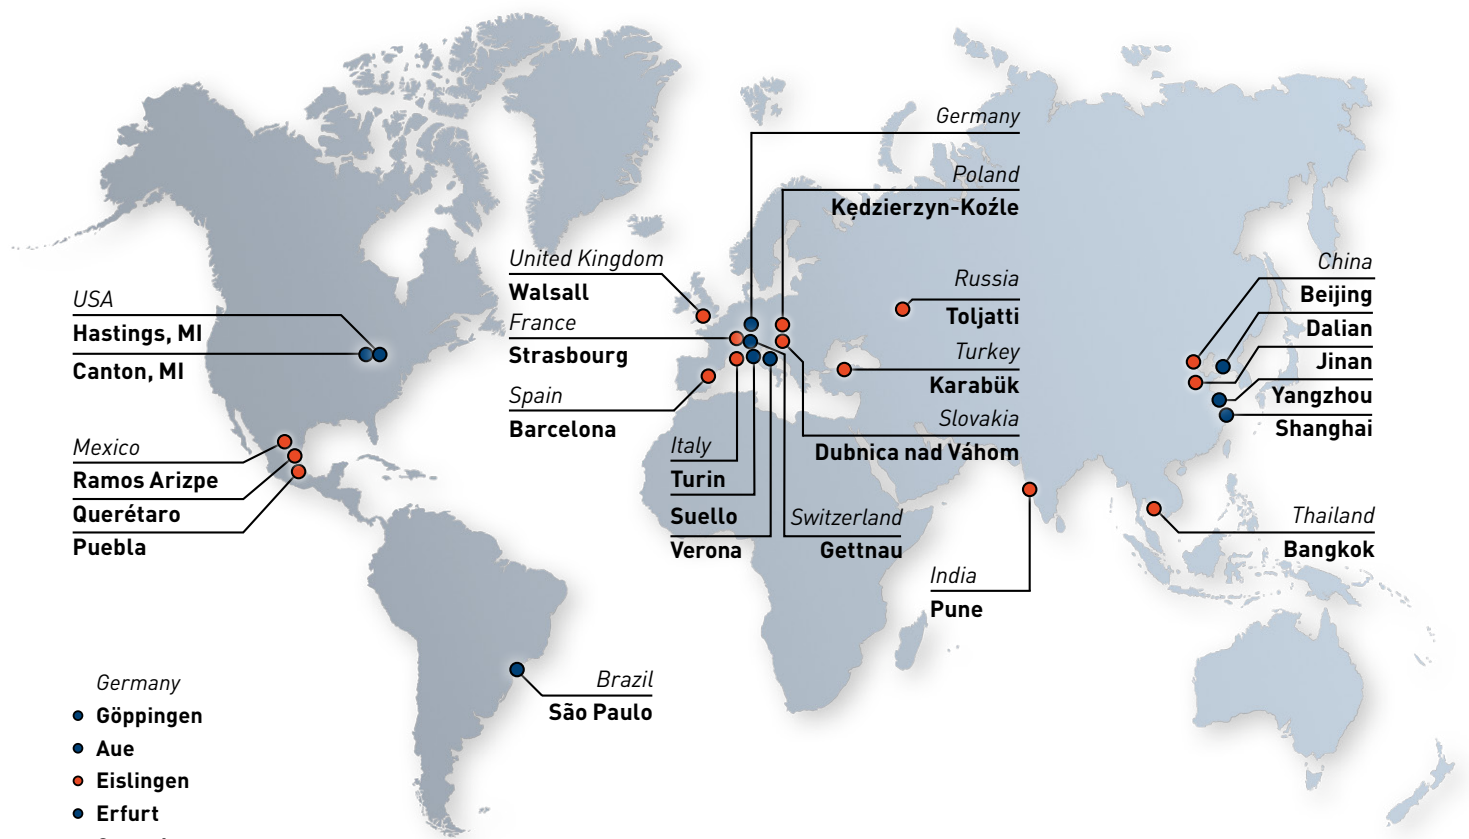 Germany
Poland
Kędzierzyn-Koźle
United Kingdom
Walsall
France
Strasbourg
Spain
Barcelona
USA
Hastings, MI
Canton, MI
Mexico
Ramos Arizpe
Querétaro
Puebla
Russia
Toljatti
Turkey
Karabük
Slovakia
Dubnica nad Váhom
Italy
Turin
Suello
Verona
Switzerland
Gettnau
China
Beijing
Dalian
Jinan
Yangzhou
Shanghai
Thailand
Bangkok
India
Pune
Brazil
São Paulo
Germany
Göppingen
Aue
Eislingen
Erfurt